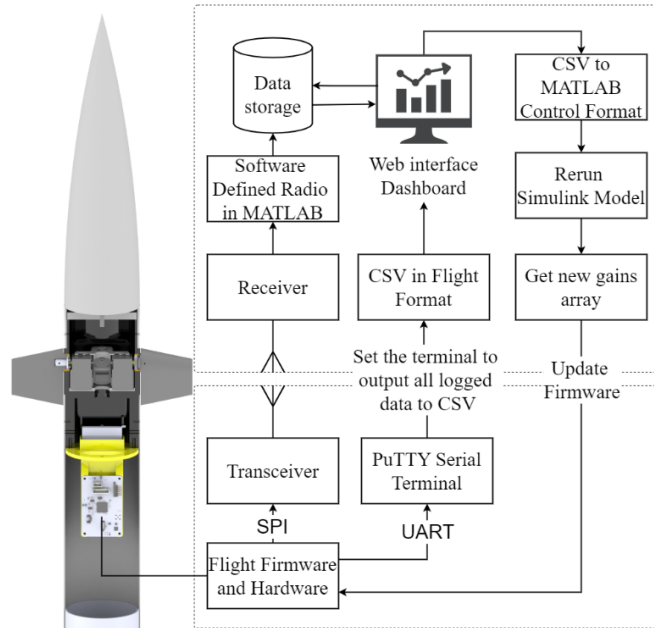 Data
storage
CSV to
MATLAB
Control Format
Web interface
Dashboard
Software
Defined Radio
in MATLAB
Rerun
Simulink Model
Receiver
CSV in Flight
Format
Get new gains
array
Set the terminal to
output all logged
data to CSV
Update
Firmware
Transceiver
PuTTY Serial
Terminal
SPI
UART
Flight Firmware
and Hardware